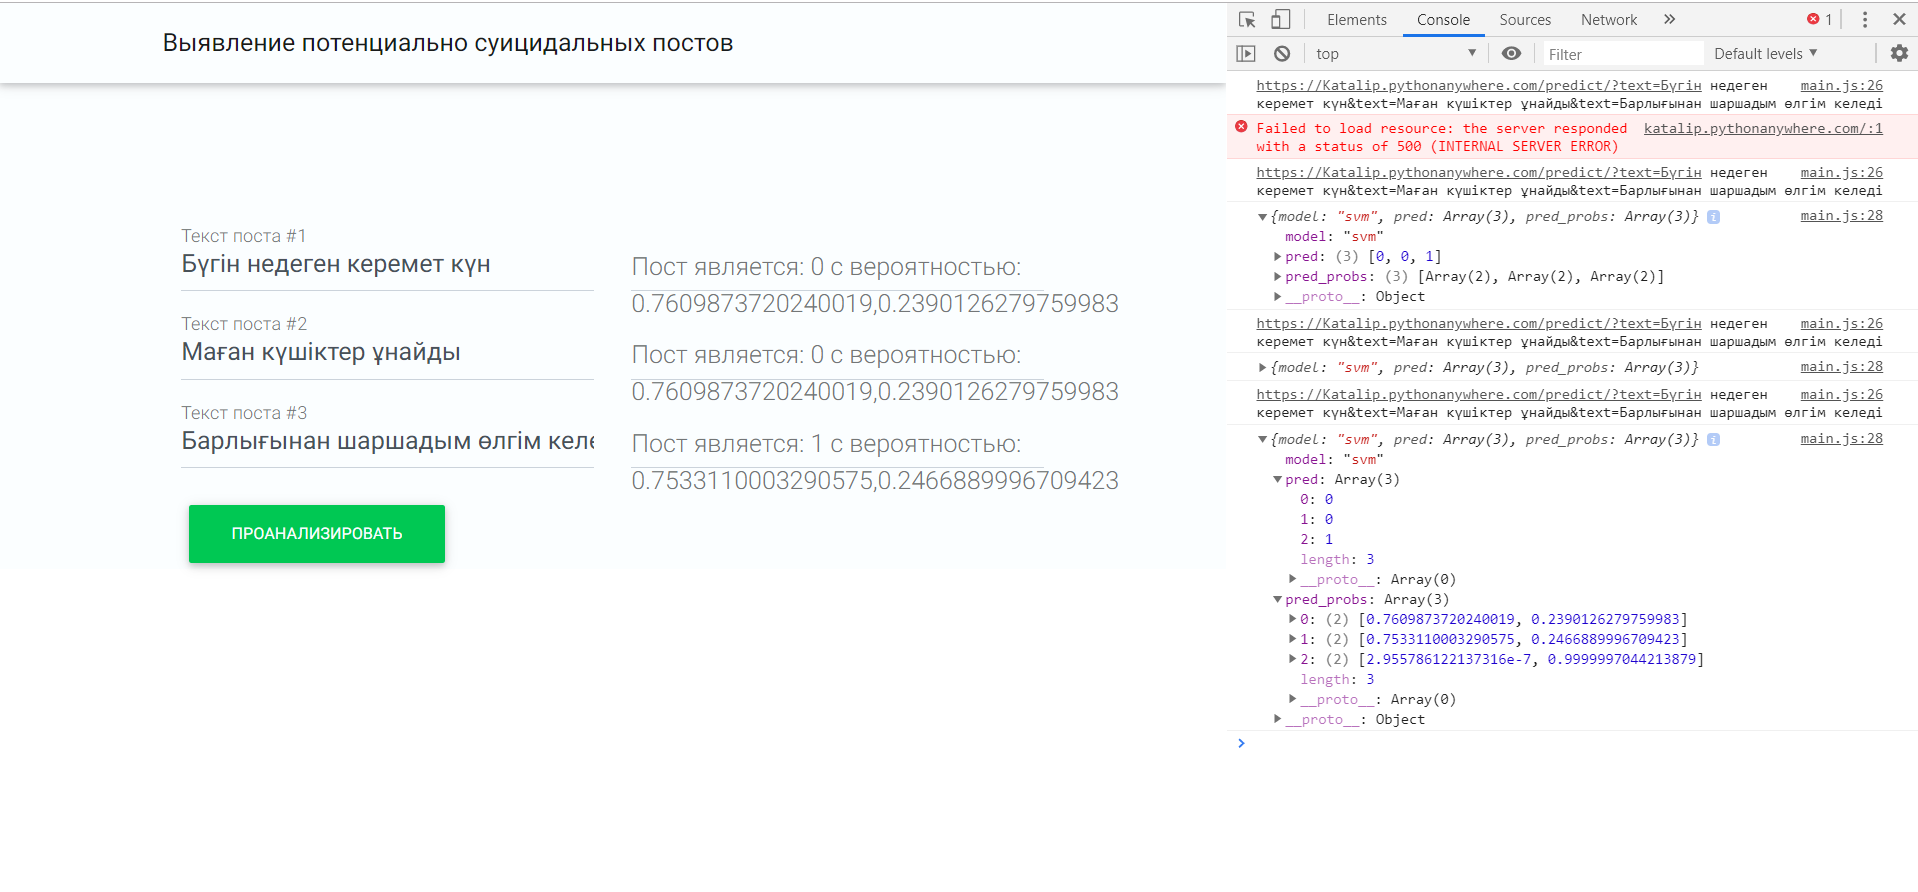 Выявление потенциально суицидальных постов
Текст поста #1
Бүгін недеген керемет күн
Пост является: 0 с вероятностью:
0.7609873720240019,0.2390126279759983
Текст поста #2
Маған күшіктер ұнайды
Пост является: 0 с вероятностью:
0.7609873720240019,0.2390126279759983
Текст поста #3
Барлығынан шаршадым өлгім келе
Пост является: 1 с вероятностью:
0.7533110003290575,0.2466889996709423
ПРОАНАЛИЗИРОВАТЬ
Elements Console Sources Network » 1
top Filter Default levels
https://Katalip.pythonanywhere.com/predict/?text=Бүгін недеген main.js:26
керемет күн&text=Маған күшіктер ұнайды&text=Барлығынан шаршадым өлгім келеді
Failed to load resource: the server responded katalip.pythonanywhere.com/:1
with a status of 500 (INTERNAL SERVER ERROR)
https://Katalip.pythonanywhere.com/predict/?text=Бүгін недеген main.js:26
керемет күн&text=Маған күшіктер ұнайды&text=Барлығынан шаршадым өлгім келеді
{model: "svm", pred: Array(3), pred_probs: Array(3)} i main.js:28
model: "svm"
pred: (3) [0, 0, 1]
pred_probs: (3) [Array(2), Array(2), Array(2)]
__proto__: Object
https://Katalip.pythonanywhere.com/predict/?text=Бүгін недеген main.js:26
керемет күн&text=Маған күшіктер ұнайды&text=Барлығынан шаршадым өлгім келеді
{model: "svm", pred: Array(3), pred_probs: Array(3)} main.js:28
https://Katalip.pythonanywhere.com/predict/?text=Бүгін недеген main.js:26
керемет күн&text=Маған күшіктер ұнайды&text=Барлығынан шаршадым өлгім келеді
{model: "svm", pred: Array(3), pred_probs: Array(3)} i main.js:28
model: "svm"
pred: Array(3)
0: 0
1: 0
2: 1
length: 3
__proto__: Array(0)
pred_probs: Array(3)
0: (2) [0.7609873720240019, 0.2390126279759983]
1: (2) [0.7533110003290575, 0.2466889996709423]
2: (2) [2.955786122137316e-7, 0.9999997044213879]
length: 3
__proto__: Array(0)
__proto__: Object